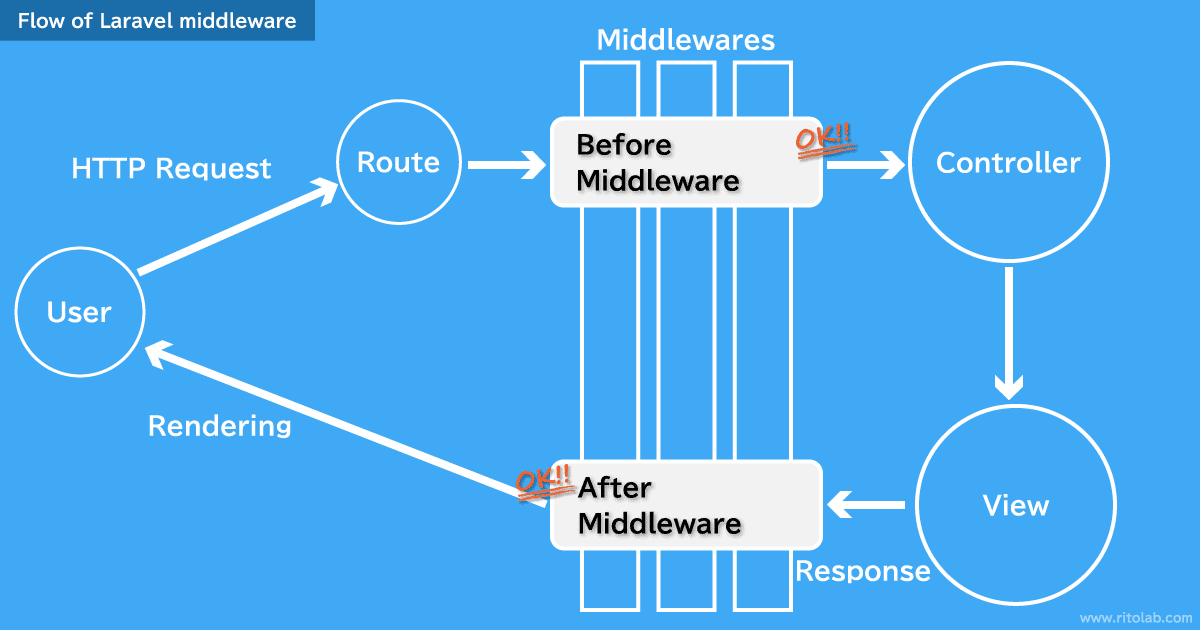 Flow of Laravel middleware
Middlewares
HTTP Request
Route
Before
Middleware
OK!!
Controller
User
Rendering
OK!!
After
Middleware
View
Response
www.ritolab.com